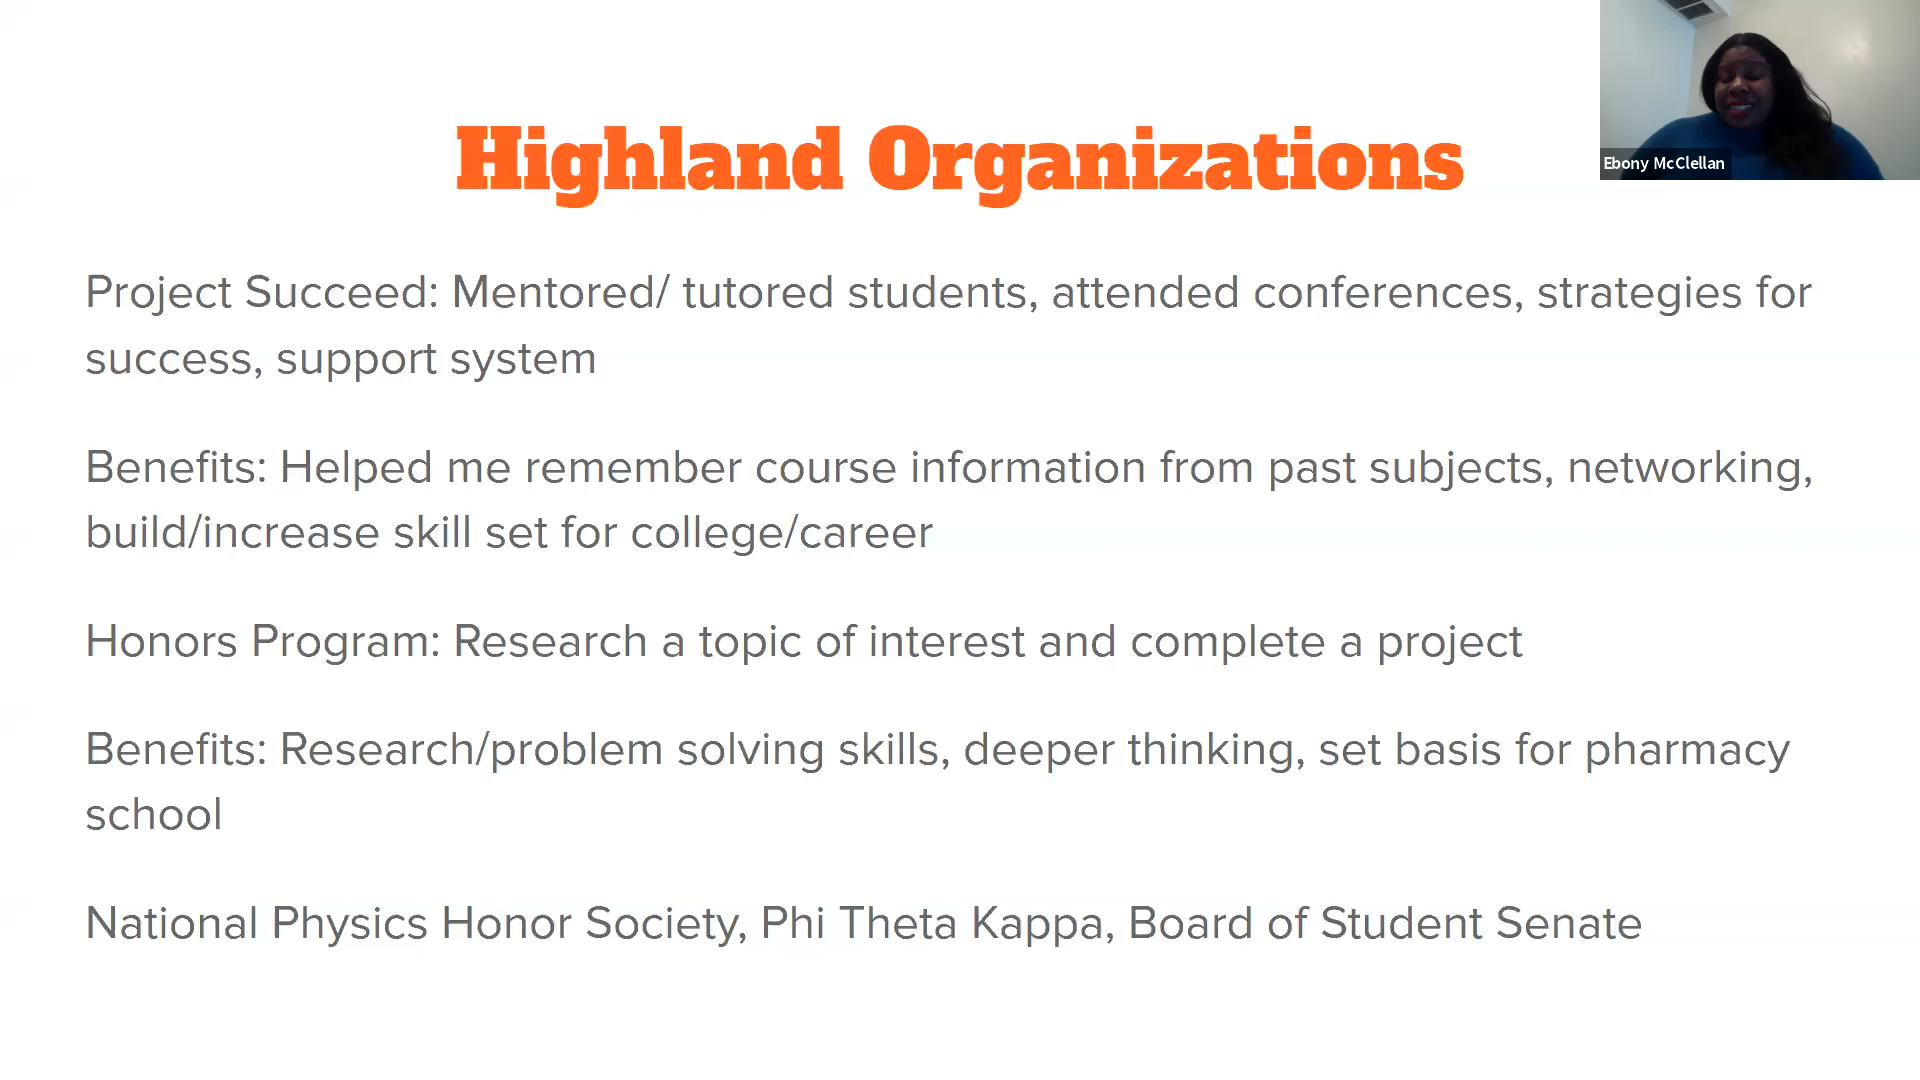 Highland Organizations
Ebony McClellan
Project Succeed: Mentored/ tutored students, attended conferences, strategies for
success, support system
Benefits: Helped me remember course information from past subjects, networking,
build/increase skill set for college/career
Honors Program: Research a topic of interest and complete a project
Benefits: Research/problem solving skills, deeper thinking, set basis for pharmacy
school
National Physics Honor Society, Phi Theta Kappa, Board of Student Senate